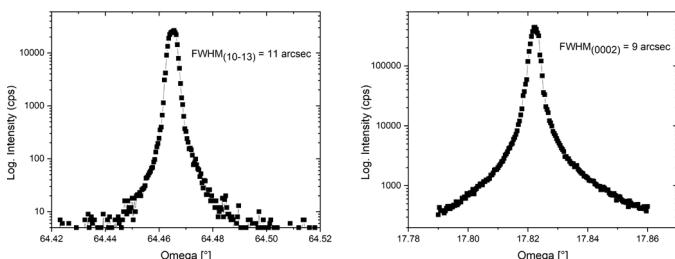 10000
1000
100
10
Log. Intensity (cps)
FWHM(10-13) = 11 arcsec
64.42 64.44 64.46 64.48 64.50 64.52
Omega [°]
100000
10000
1000
Log. Intensity (cps)
FWHM(0002) = 9 arcsec
17.78 17.80 17.82 17.84 17.86
Omega [°]